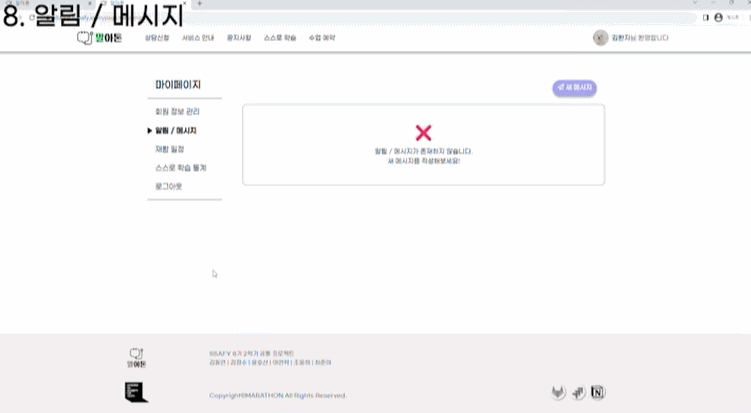 8. 알림 / 메시지
말아톤
상담신청 서비스 안내 공지사항 스스로 학습 수업 예약
김환자님 환영합니다
마이페이지
새 메시지
회원 정보 관리
▶ 알림 / 메시지
재활 일정
스스로 학습 통계
로그아웃
알림 / 메시지가 존재하지 않습니다.
새 메시지를 작성해보세요!
말아톤
SSAFY 8기 2학기 공통 프로젝트
Copyright©MARATHON All Rights Reserved.